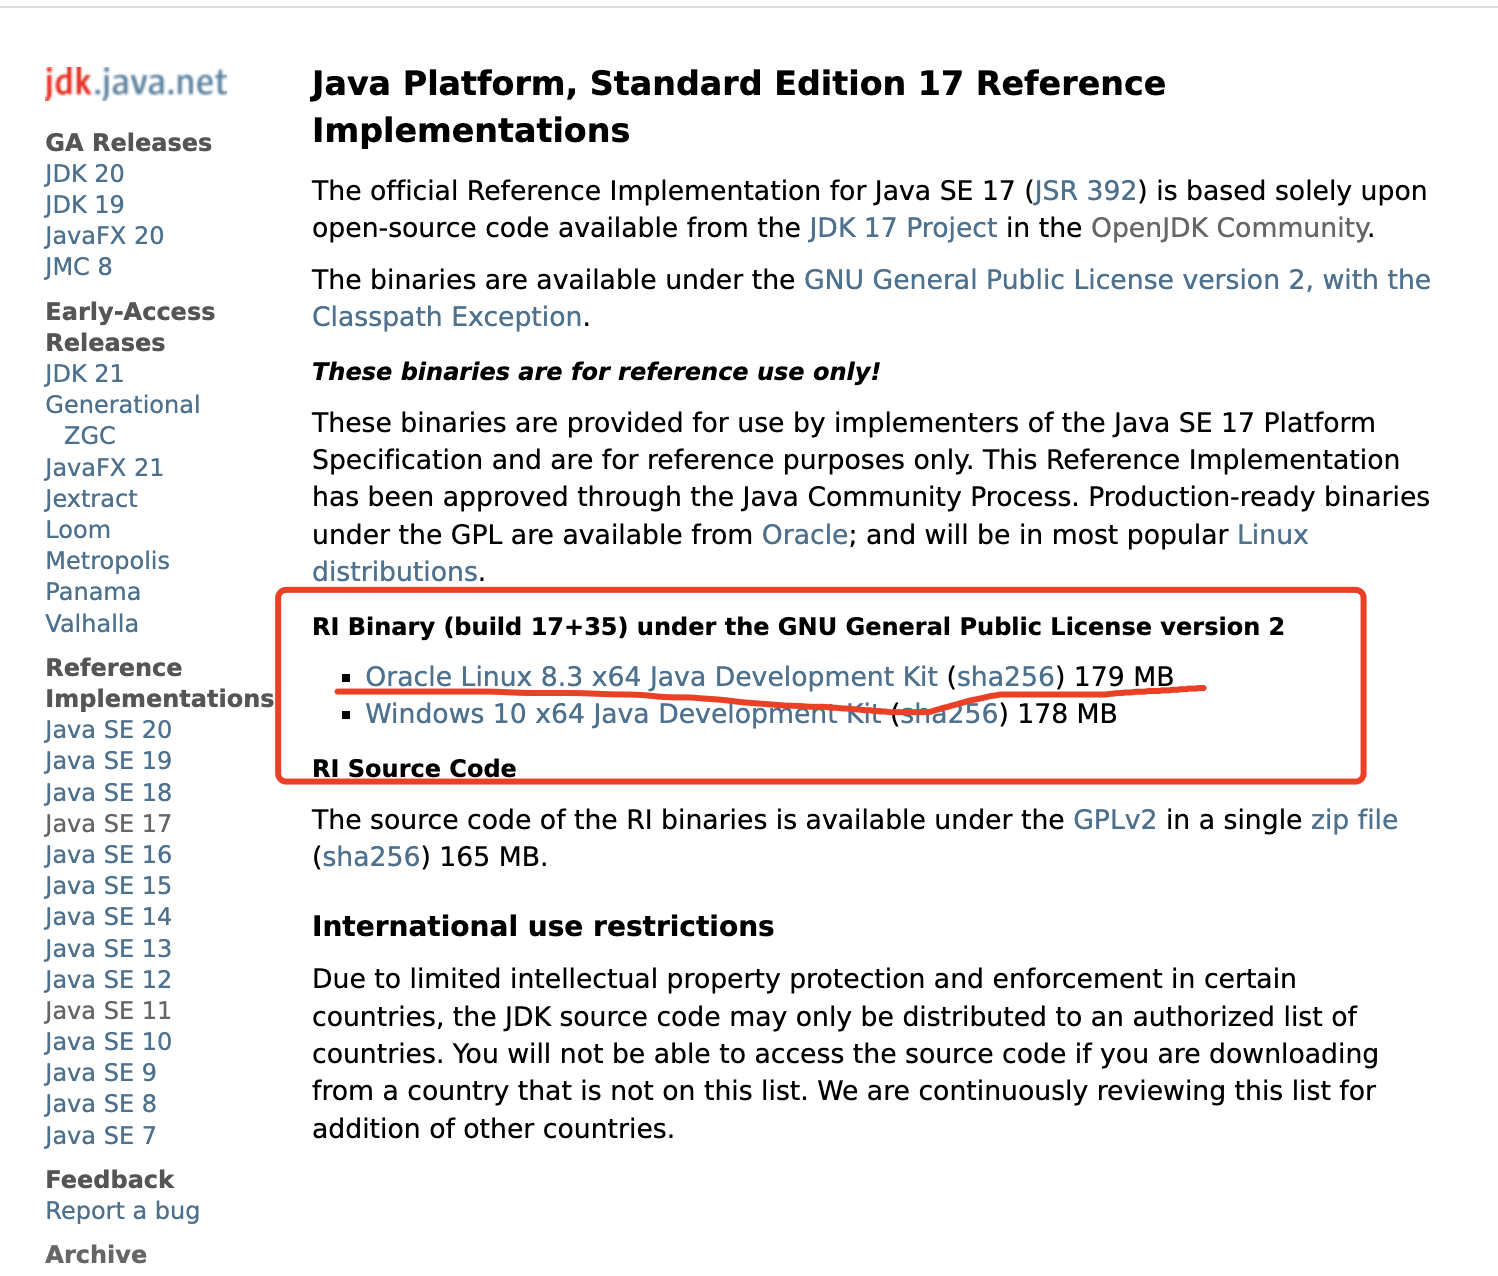 jdk.java.net
GA Releases
JDK 20
JDK 19
JavaFX 20
JMC 8
Early-Access
Releases
JDK 21
Generational
ZGC
JavaFX 21
Jextract
Loom
Metropolis
Panama
Valhalla
Reference
Implementations
Java SE 20
Java SE 19
Java SE 18
Java SE 17
Java SE 16
Java SE 15
Java SE 14
Java SE 13
Java SE 12
Java SE 11
Java SE 10
Java SE 9
Java SE 8
Java SE 7
Feedback
Report a bug
Archive
Java Platform, Standard Edition 17 Reference
Implementations
The official Reference Implementation for Java SE 17 (JSR 392) is based solely upon
open-source code available from the JDK 17 Project in the OpenJDK Community.
The binaries are available under the GNU General Public License version 2, with the
Classpath Exception.
These binaries are for reference use only!
These binaries are provided for use by implementers of the Java SE 17 Platform
Specification and are for reference purposes only. This Reference Implementation
has been approved through the Java Community Process. Production-ready binaries
under the GPL are available from Oracle; and will be in most popular Linux
distributions.
RI Binary (build 17+35) under the GNU General Public License version 2
▪ Oracle Linux 8.3 x64 Java Development Kit (sha256) 179 MB
▪ Windows 10 x64 Java Development Kit (sha256) 178 MB
RI Source Code
The source code of the RI binaries is available under the GPLv2 in a single zip file
(sha256) 165 MB.
International use restrictions
Due to limited intellectual property protection and enforcement in certain
countries, the JDK source code may only be distributed to an authorized list of
countries. You will not be able to access the source code if you are downloading
from a country that is not on this list. We are continuously reviewing this list for
addition of other countries.